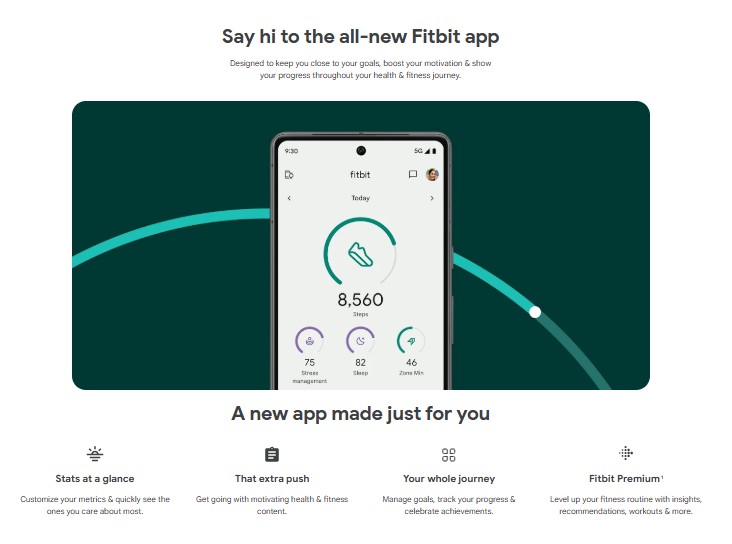 Say hi to the all-new Fitbit app
Designed to keep you close to your goals, boost your motivation & show
your progress throughout your health & fitness journey.
9:30
5G
fitbit
Today
8,560
Steps
75
82
46
Stress
management
Sleep
Zone Min
A new app made just for you
Stats at a glance
Customize your metrics & quickly see the
ones you care about most.
That extra push
Get going with motivating health & fitness
content.
Your whole journey
Manage goals, track your progress &
celebrate achievements.
Fitbit Premium¹
Level up your fitness routine with insights,
recommendations, workouts & more.